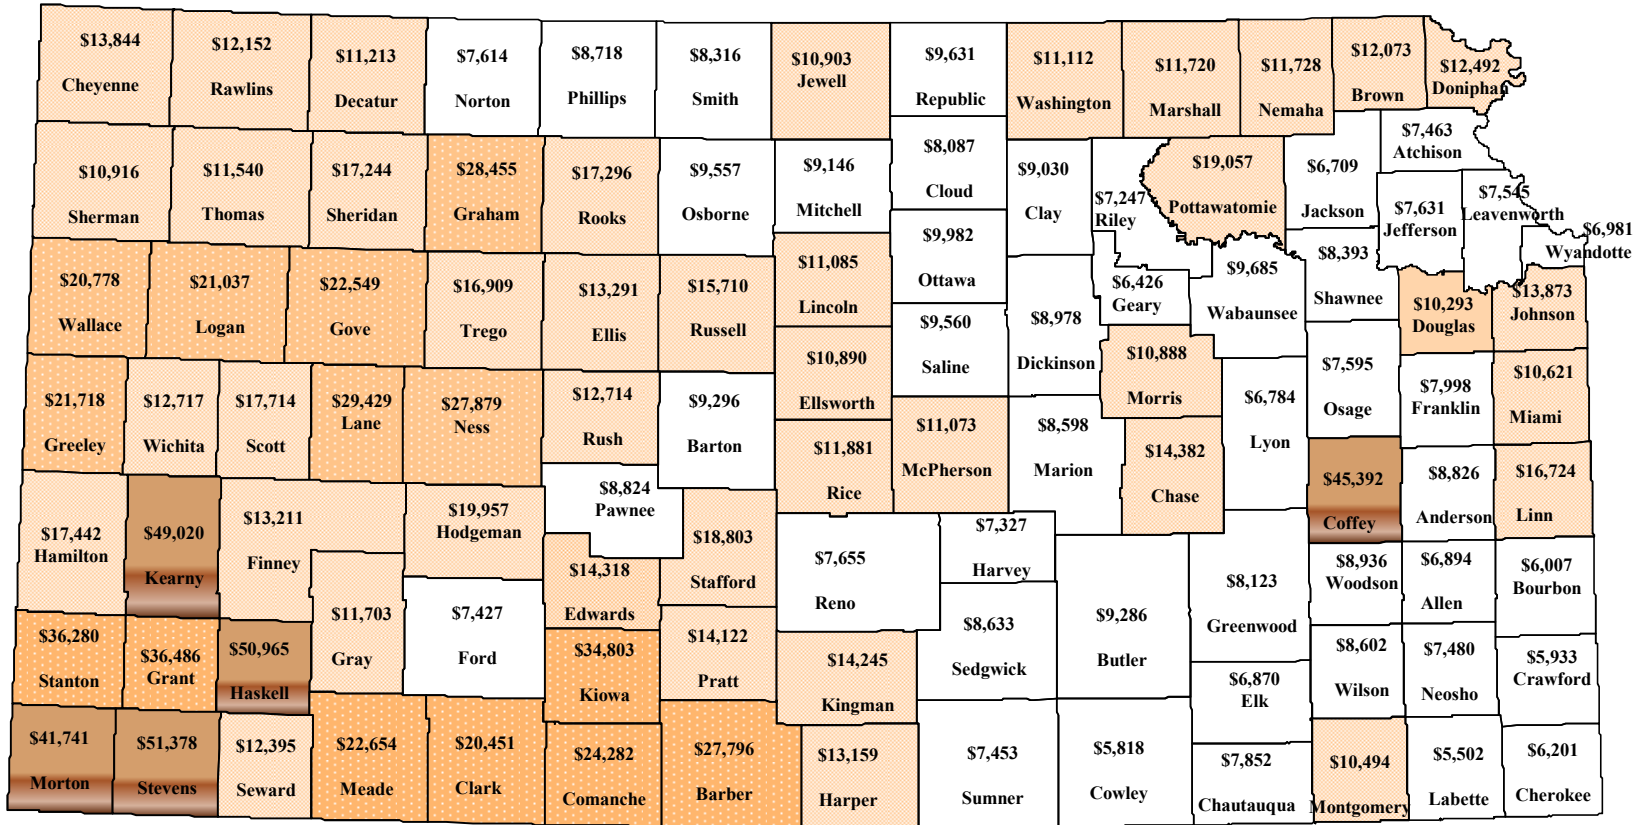 $13,844
Cheyenne
$12,152
Rawlins
$11,213
Decatur
$7,614
Norton
$8,718
Phillips
$8,316
Smith
$10,903
Jewell
$9,631
Republic
$11,112
Washington
$11,720
Marshall
$11,728
Nemaha
$12,073
Brown
$12,492
Doniphan
$10,916
Sherman
$11,540
Thomas
$17,244
Sheridan
$28,455
Graham
$17,296
Rooks
$9,557
Osborne
$9,146
Mitchell
$8,087
Cloud
$9,030
Clay
$7,247
Riley
$19,057
Pottawatomie
$6,709
Jackson
$7,463
Atchison
$7,631
Jefferson
$7,545
Leavenworth
$6,981
Wyandotte
$20,778
Wallace
$21,037
Logan
$22,549
Gove
$16,909
Trego
$13,291
Ellis
$15,710
Russell
$11,085
Lincoln
$9,982
Ottawa
$6,426
Geary
$9,685
Wabaunsee
$8,393
Shawnee
$10,293
Douglas
$13,873
Johnson
$10,890
Ellsworth
$9,560
Saline
$8,978
Dickinson
$10,888
Morris
$7,595
Osage
$7,998
Franklin
$10,621
Miami
$21,718
Greeley
$12,717
Wichita
$17,714
Scott
$29,429
Lane
$27,879
Ness
$12,714
Rush
$9,296
Barton
$11,881
Rice
$11,073
McPherson
$8,598
Marion
$14,382
Chase
$6,784
Lyon
$45,392
Coffey
$8,826
Anderson
$16,724
Linn
$17,442
Hamilton
$49,020
Kearny
$13,211
Finney
$19,957
Hodgeman
$8,824
Pawnee
$18,803
Stafford
$14,318
Edwards
$7,655
Reno
$7,327
Harvey
$9,286
Butler
$8,123
Greenwood
$8,936
Woodson
$6,894
Allen
$6,007
Bourbon
$36,280
Stanton
$36,486
Grant
$50,965
Haskell
$11,703
Gray
$7,427
Ford
$34,803
Kiowa
$14,122
Pratt
$14,245
Kingman
$8,633
Sedgwick
$6,870
Elk
$8,602
Wilson
$7,480
Neosho
$5,933
Crawford
$41,741
Morton
$51,378
Stevens
$12,395
Seward
$22,654
Meade
$20,451
Clark
$24,282
Comanche
$27,796
Barber
$13,159
Harper
$7,453
Sumner
$5,818
Cowley
$7,852
Chautauqua
$10,494
Montgomery
$5,502
Labette
$6,201
Cherokee